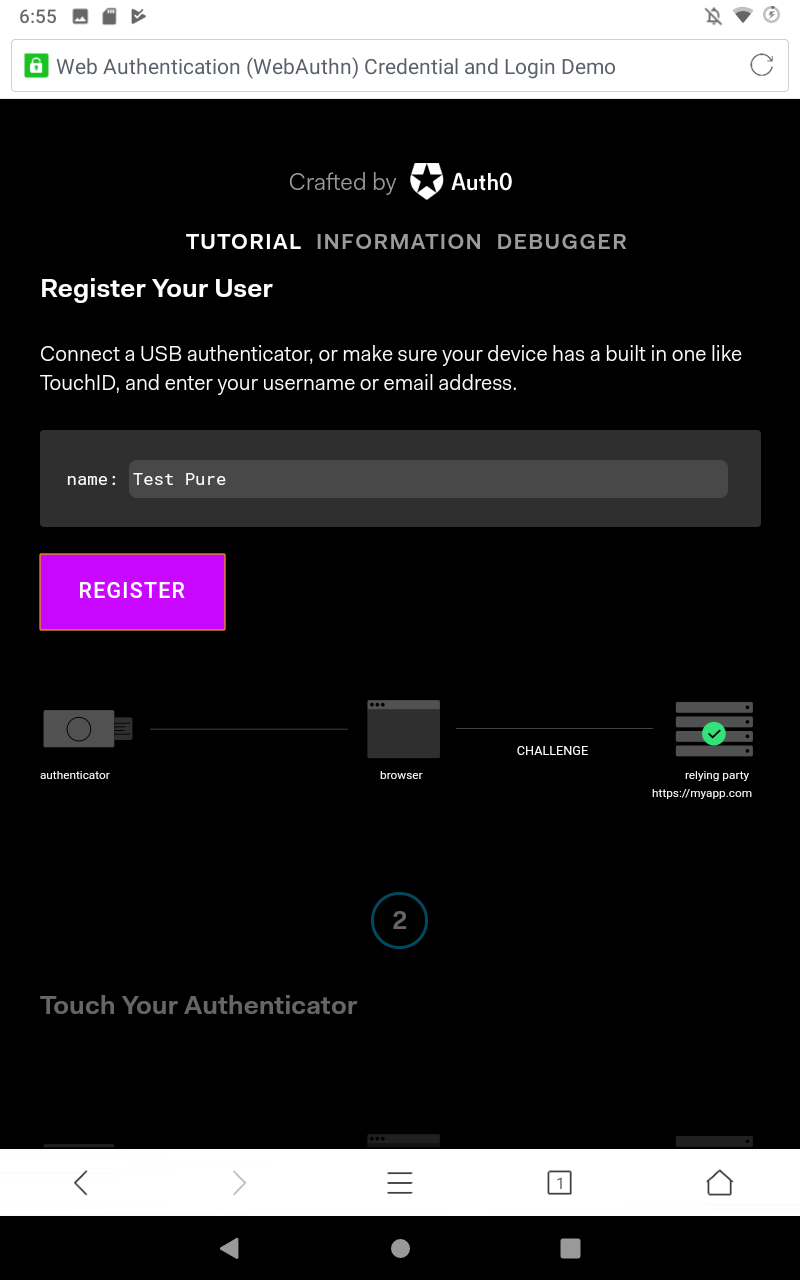 6:55
Web Authentication (WebAuthn) Credential and Login Demo
Crafted by Auth0
TUTORIAL INFORMATION DEBUGGER
Register Your User
Connect a USB authenticator, or make sure your device has a built in one like
TouchID, and enter your username or email address.
name: Test Pure
REGISTER
CHALLENGE
authenticator browser relying party
https://myapp.com
2
Touch Your Authenticator
1